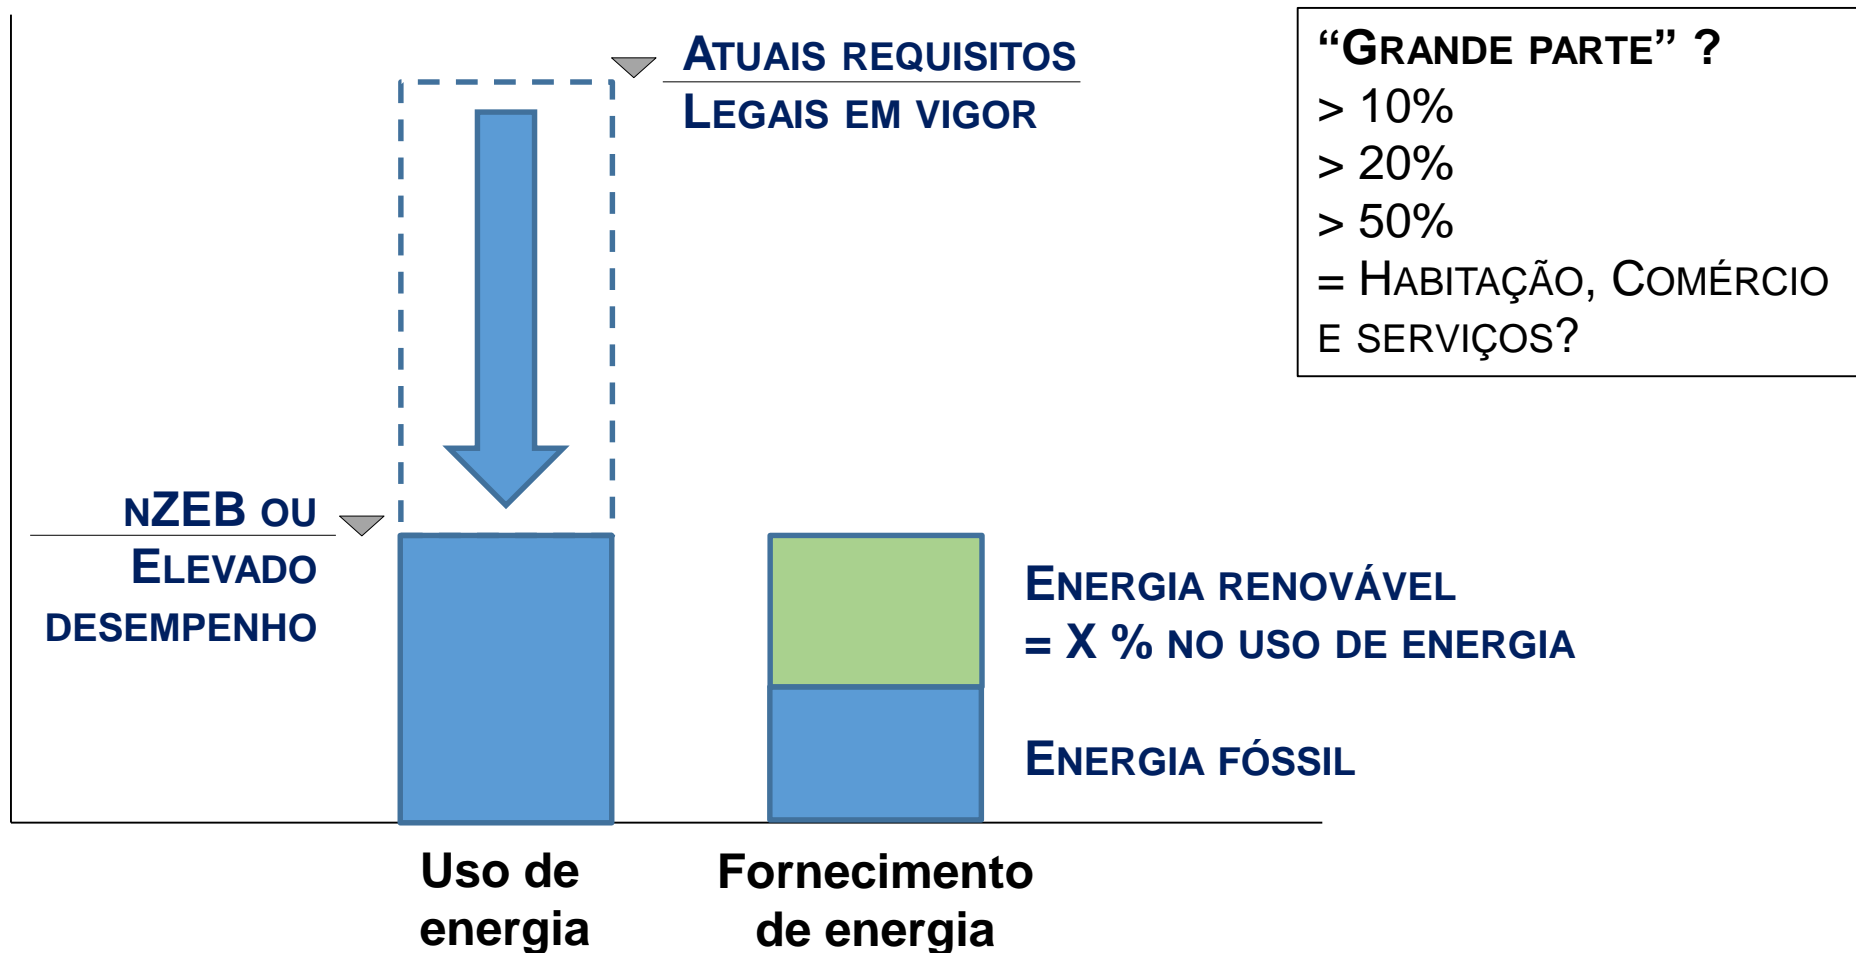 ATUAIS REQUISITOS
LEGAIS EM VIGOR
“GRANDE PARTE” ?
> 10%
> 20%
> 50%
= HABITAÇÃO, COMÉRCIO
E SERVIÇOS?
NZEB OU
ELEVADO
DESEMPENHO
ENERGIA RENOVÁVEL
= X % NO USO DE ENERGIA
ENERGIA FÓSSIL
Uso de
energia
Fornecimento
de energia